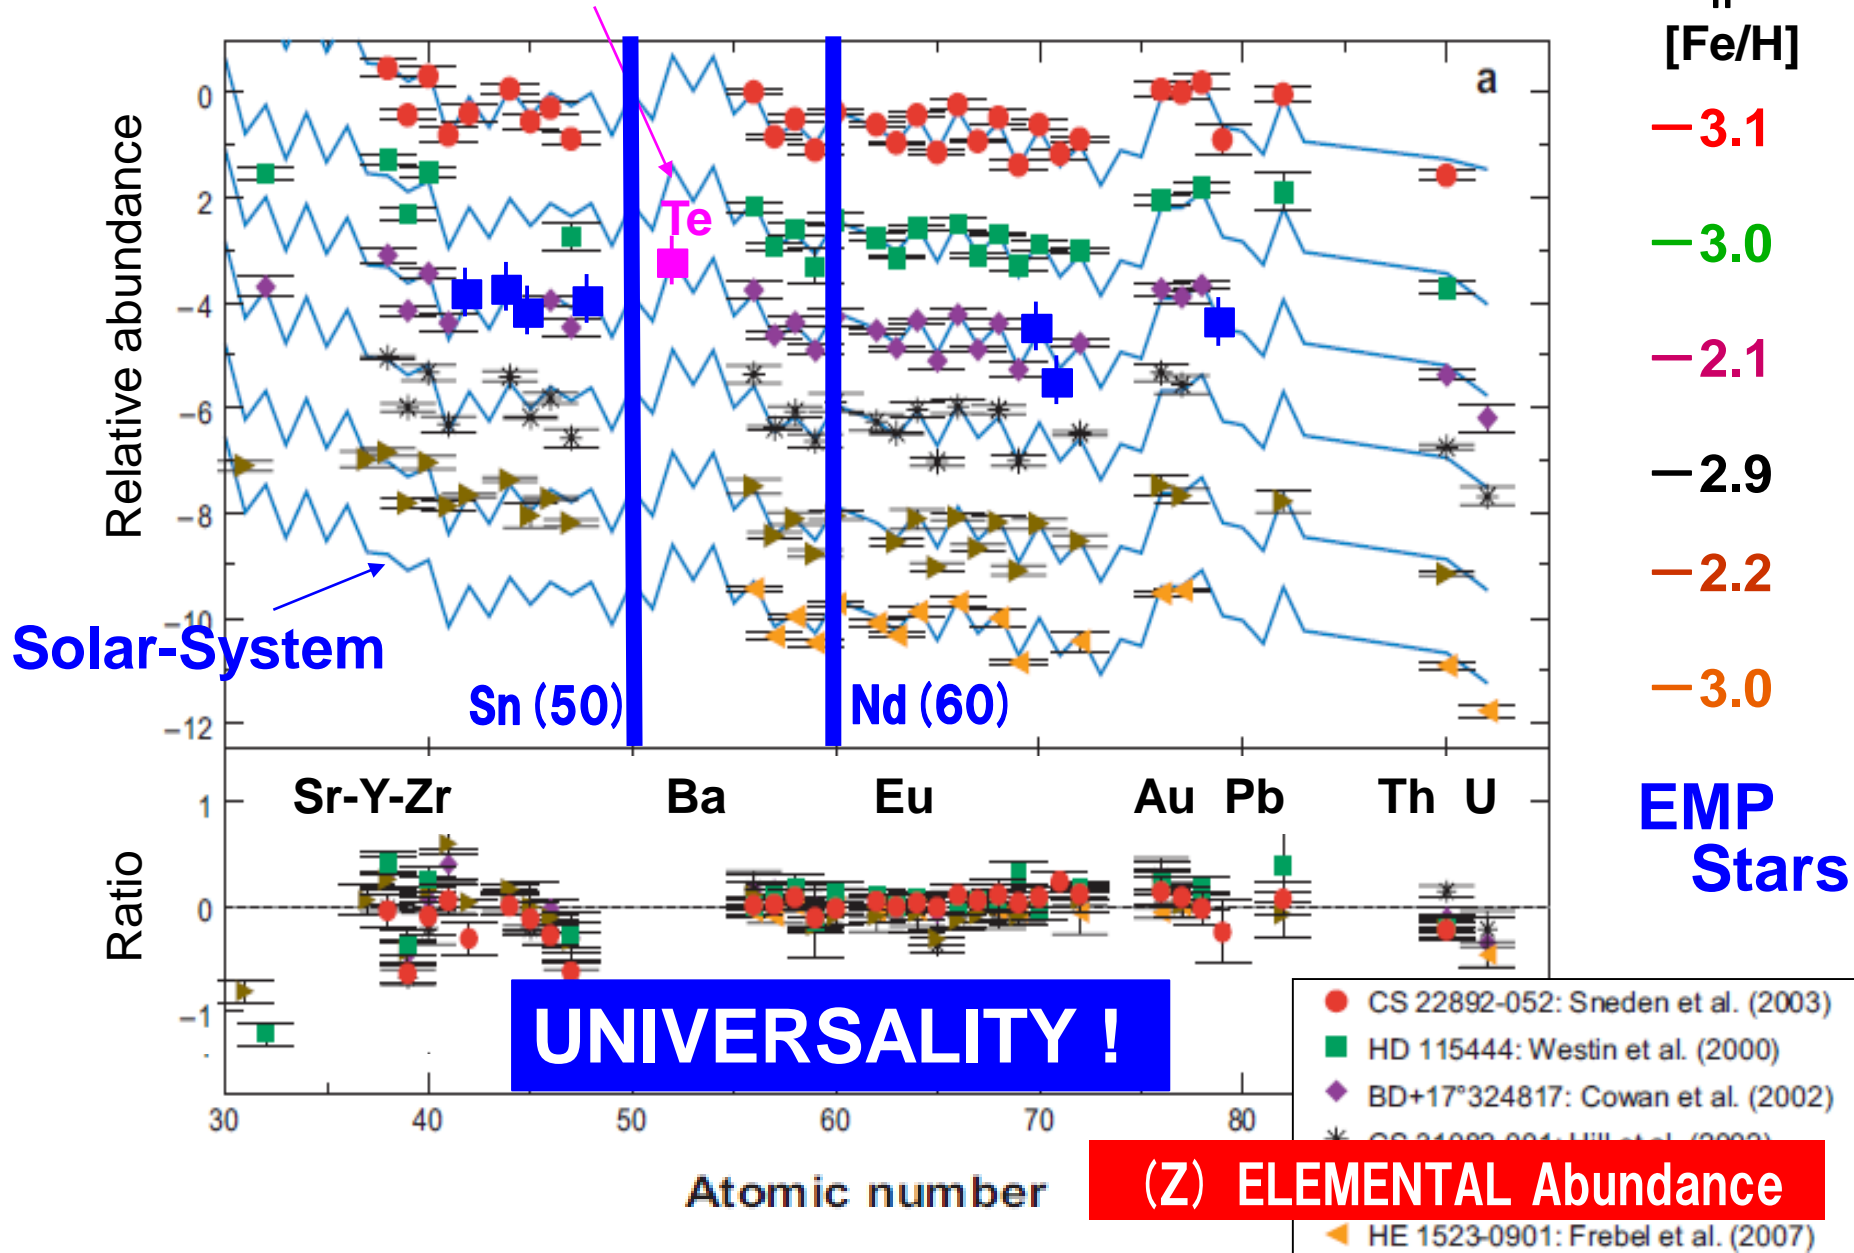 [Fe/H]
a
0
2
−4
−6
−8
−10
−12
Relative abundance
Te
Solar-System
Sn (50)
Nd (60)
−3.1
−3.0
−2.1
−2.9
−2.2
−3.0
EMP
Stars
Sr-Y-Zr
Ba
Eu
Au
Pb
Th
U
1
0
−1
Ratio
UNIVERSALITY !
CS 22892-052: Sneden et al. (2003)
HD 115444: Westin et al. (2000)
BD+17°324817: Cowan et al. (2002)
30
40
50
60
70
80
Atomic number
(Z) ELEMENTAL Abundance
HE 1523-0901: Frebel et al. (2007)